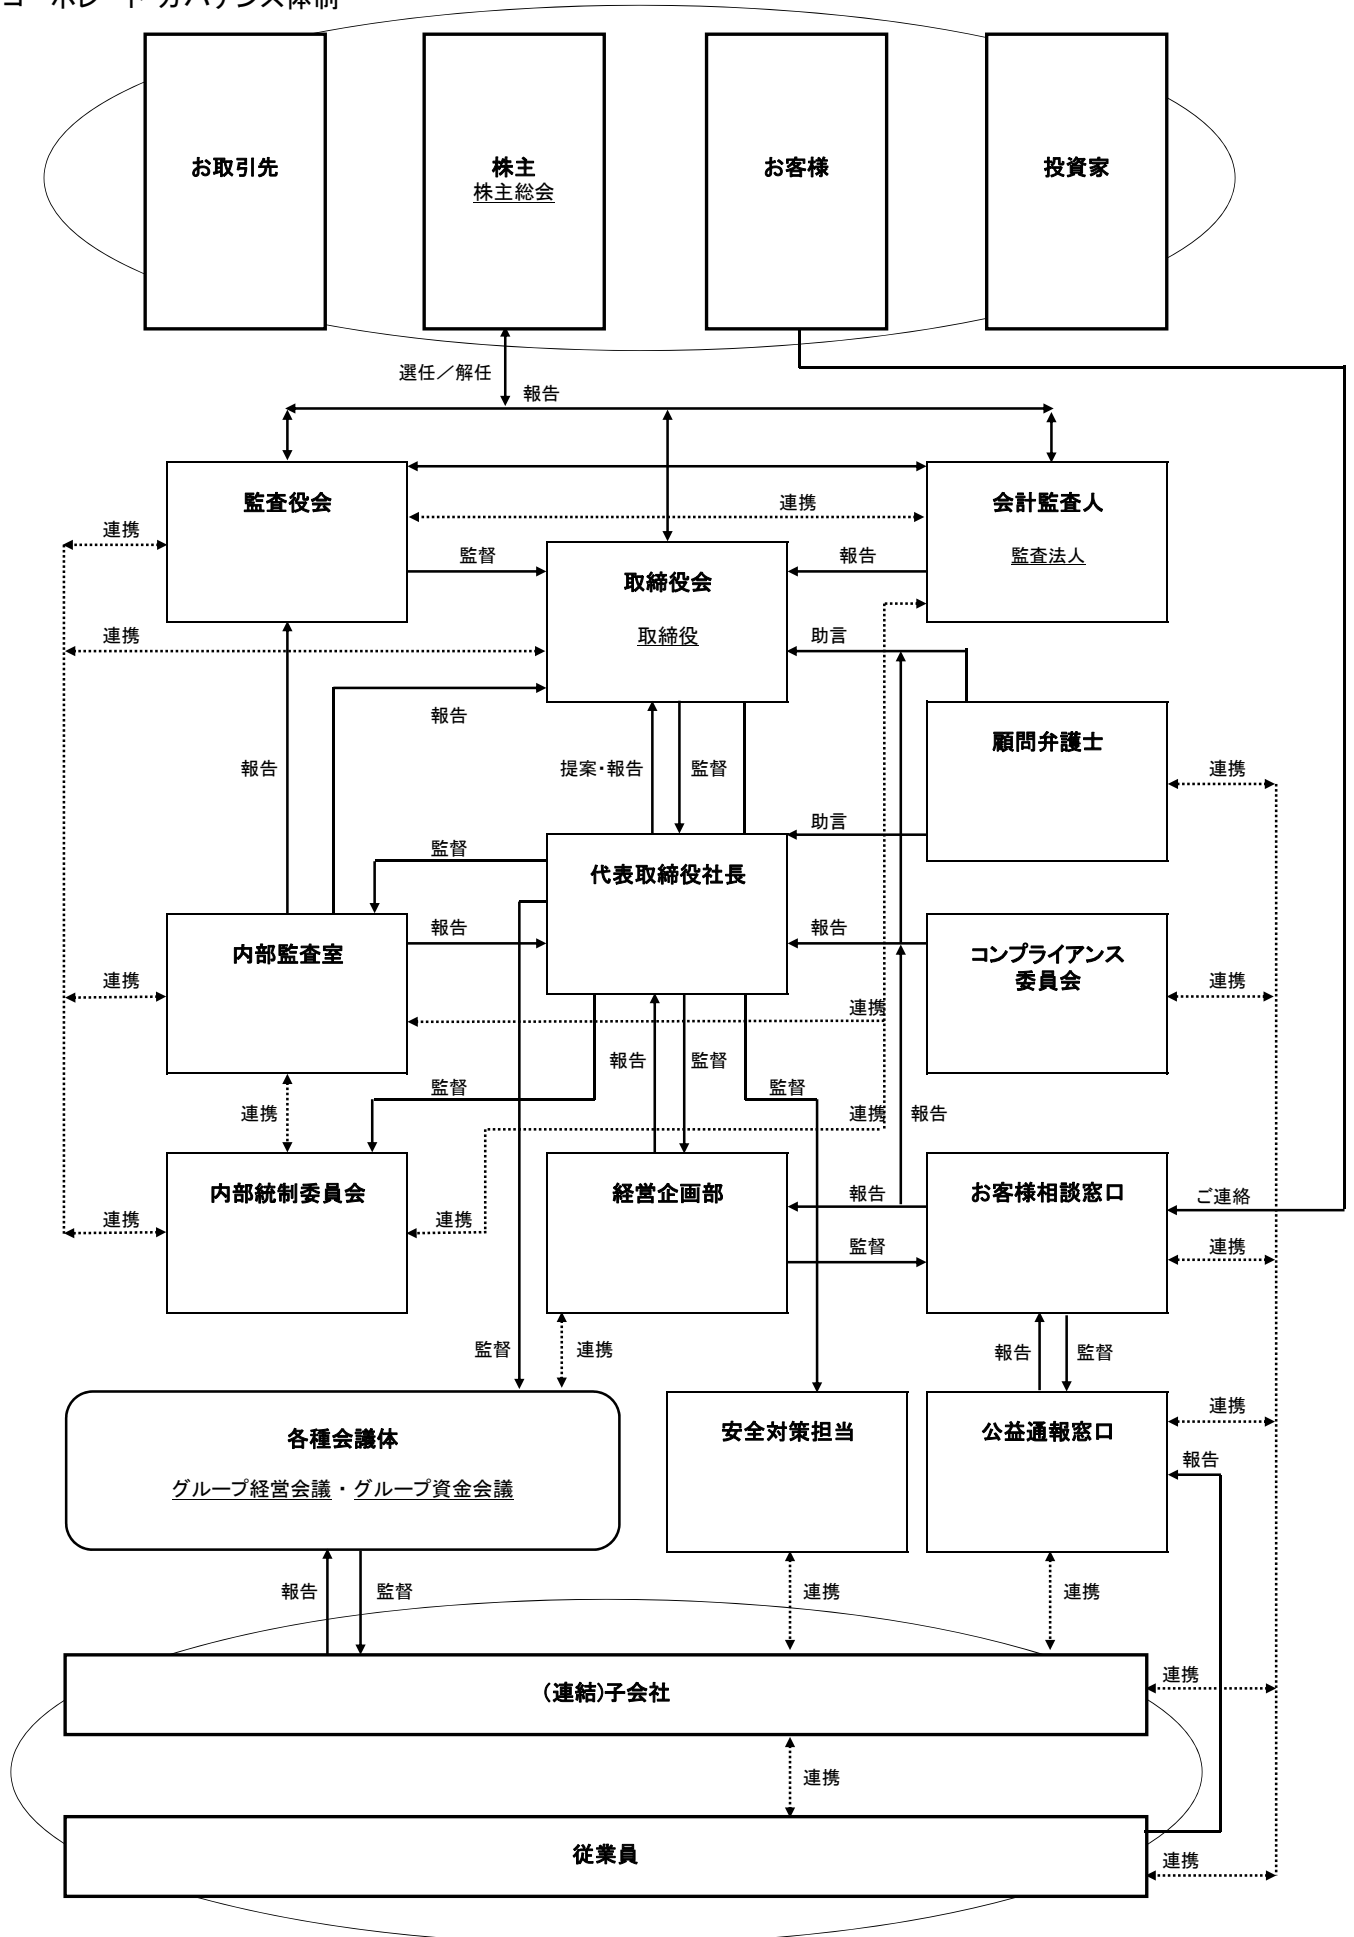 コーポレート・ガバナンス体制
お取引先
株主
株主総会
お客様
投資家
選任／解任
報告
監査役会
会計監査人
監査法人
連携
連携
監督
報告
取締役会
取締役
連携
助言
報告
顧問弁護士
報告
提案・報告
監督
連携
助言
監督
代表取締役社長
報告
報告
内部監査室
コンプライアンス
委員会
連携
連携
連携
報告
監督
監督
監督
連携
連携
報告
内部統制委員会
経営企画部
お客様相談窓口
報告
ご連絡
連携
連携
監督
連携
監督
連携
報告
監督
各種会議体
グループ経営会議・グループ資金会議
安全対策担当
公益通報窓口
連携
報告
報告
監督
連携
連携
（連結）子会社
連携
連携
従業員
連携